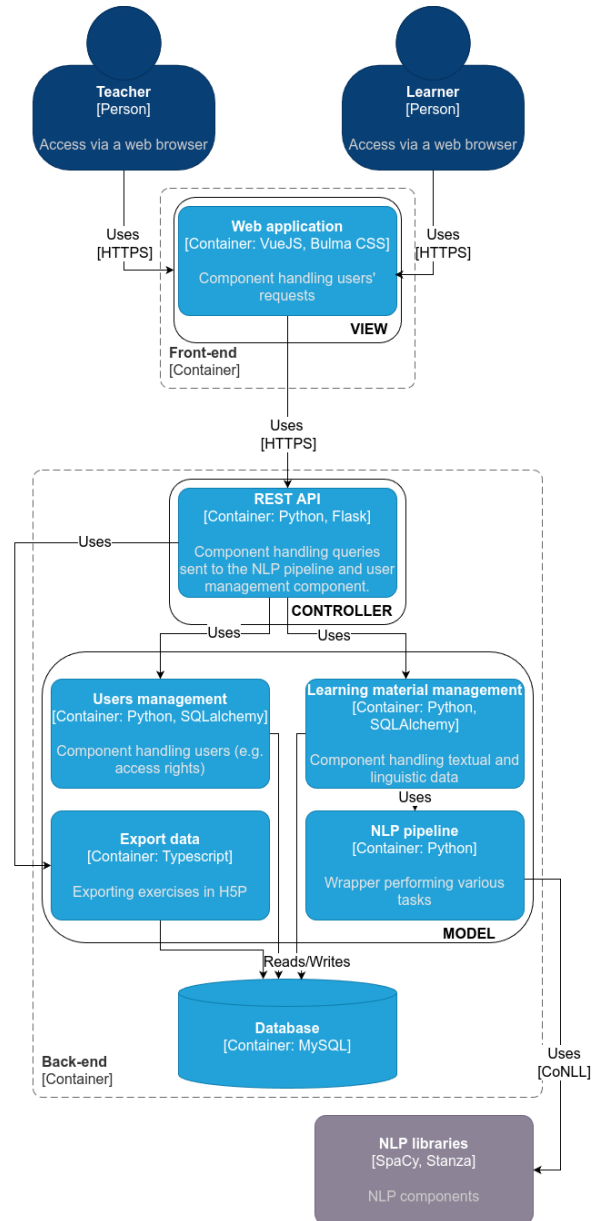 Teacher
[Person]
Access via a web browser
Learner
[Person]
Access via a web browser
Uses
[HTTPS]
Uses
[HTTPS]
Web application
[Container: VueJS, Bulma CSS]
Component handling users'
requests
VIEW
Front-end
[Container]
Uses
[HTTPS]
REST API
[Container: Python, Flask]
Component handling queries
sent to the NLP pipeline and user
management component.
CONTROLLER
Uses
Uses
Uses
Users management
[Container: Python, SQLalchemy]
Component handling users (e.g.
access rights)
Learning material management
[Container: Python,
SQLAlchemy]
Component handling textual and
linguistic data
Uses
Export data
[Container: Typescript]
Exporting exercises in H5P
NLP pipeline
[Container: Python]
Wrapper performing various
tasks
MODEL
Reads/Writes
Database
[Container: MySQL]
Back-end
[Container]
Uses
[CoNLL]
NLP libraries
[SpaCy, Stanza]
NLP components